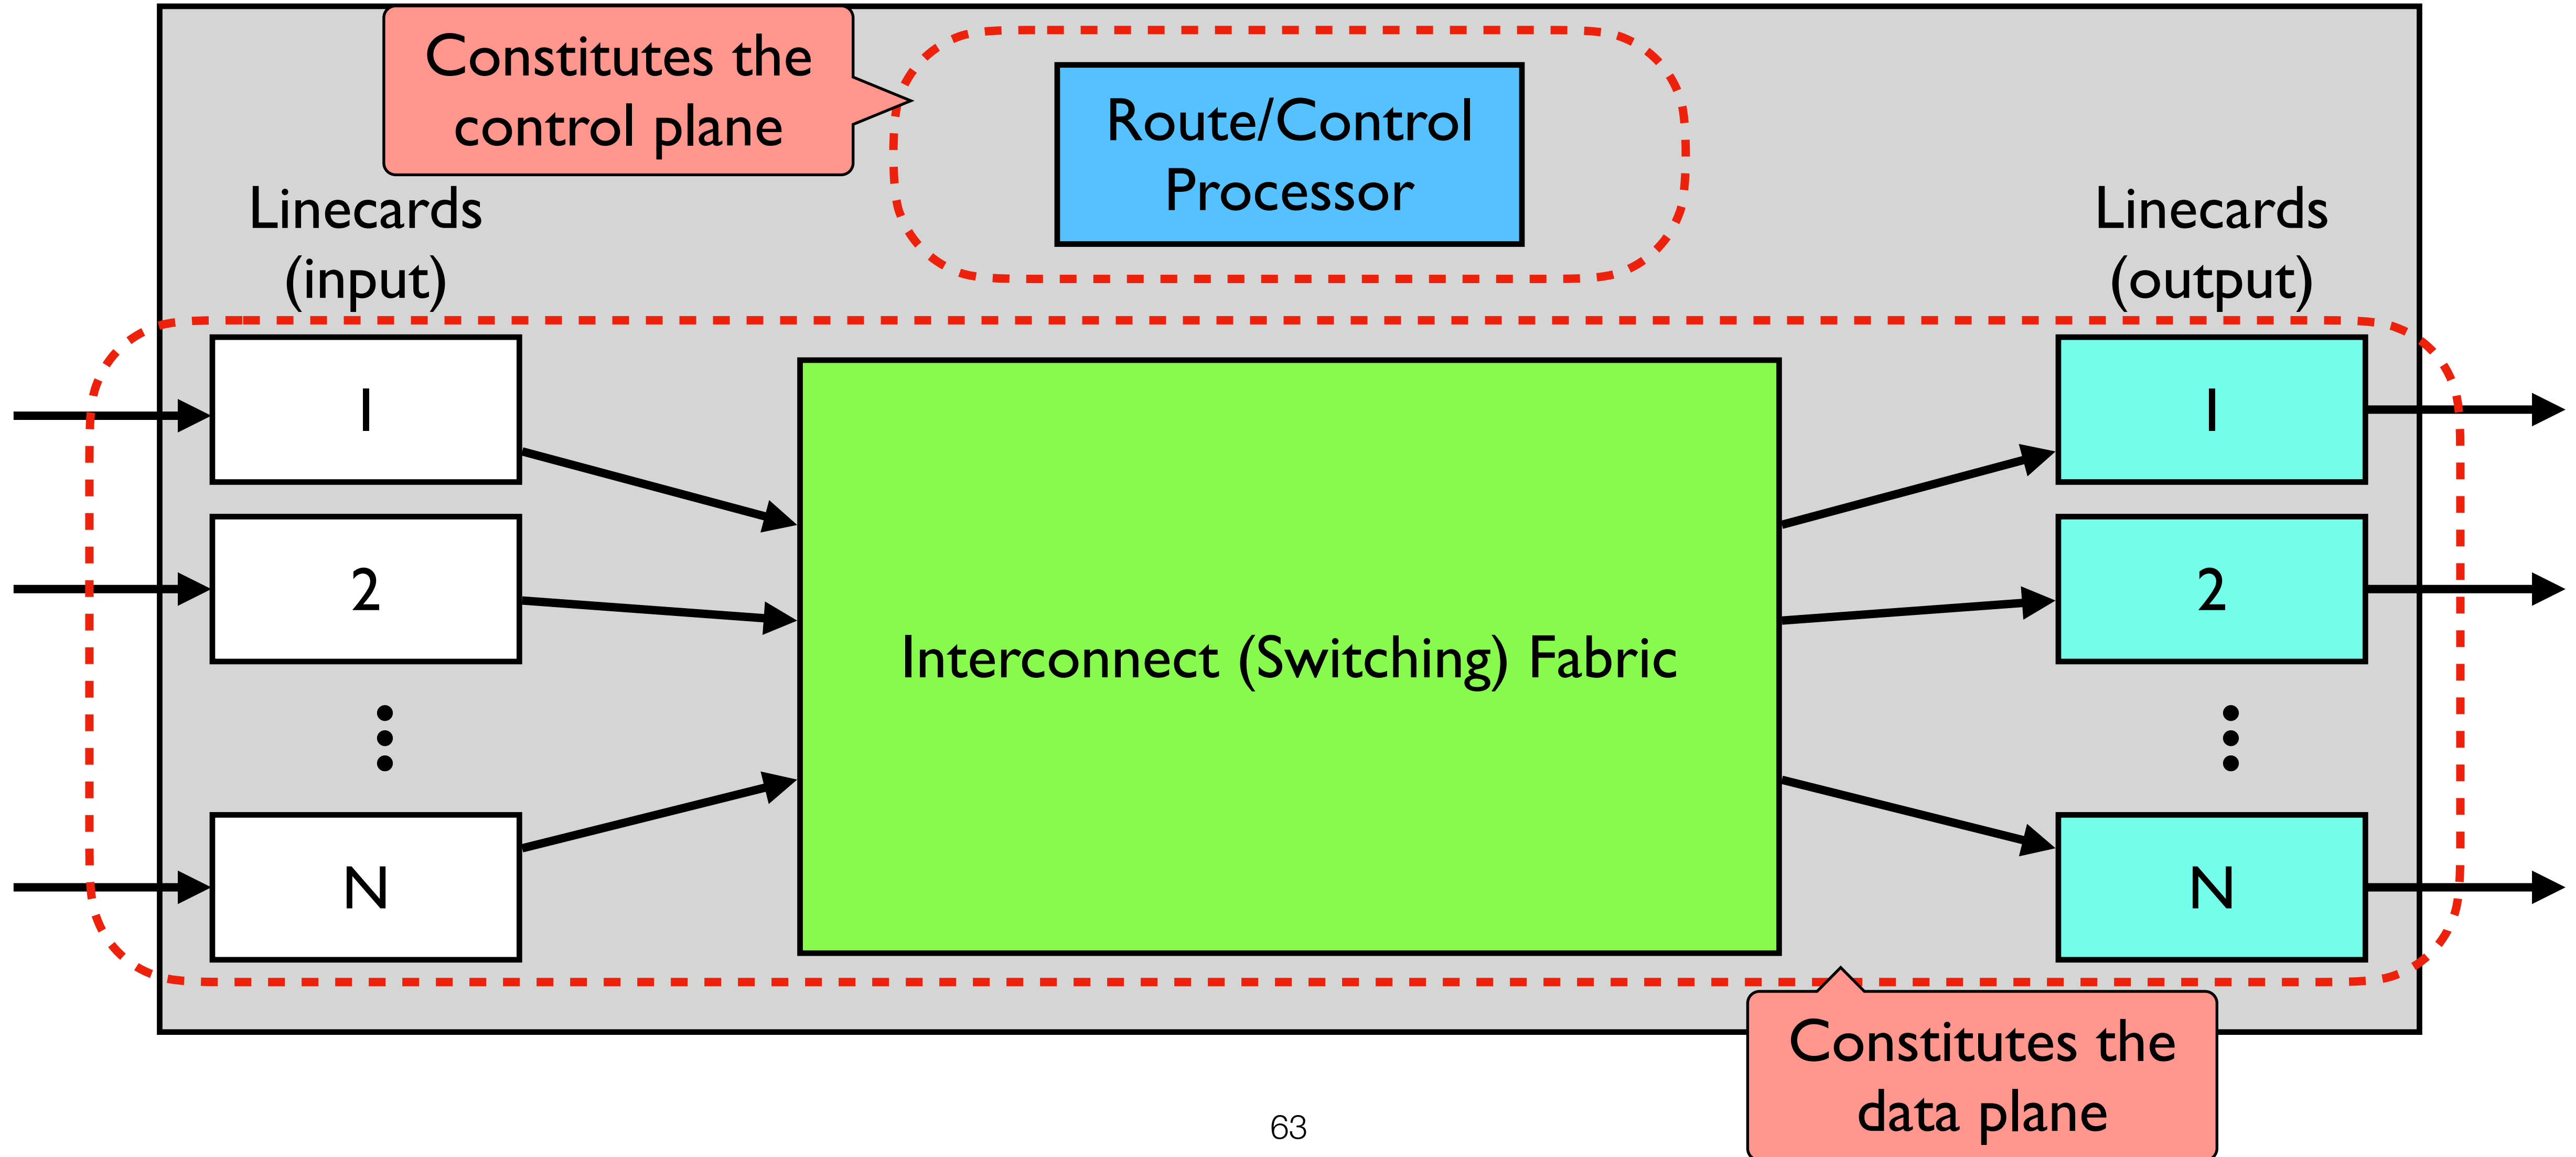 Constitutes the
control plane
Route/Control
Processor
Linecards
(input)
Linecards
(output)
1
2
N
Interconnect (Switching) Fabric
1
2
N
Constitutes the
data plane
63